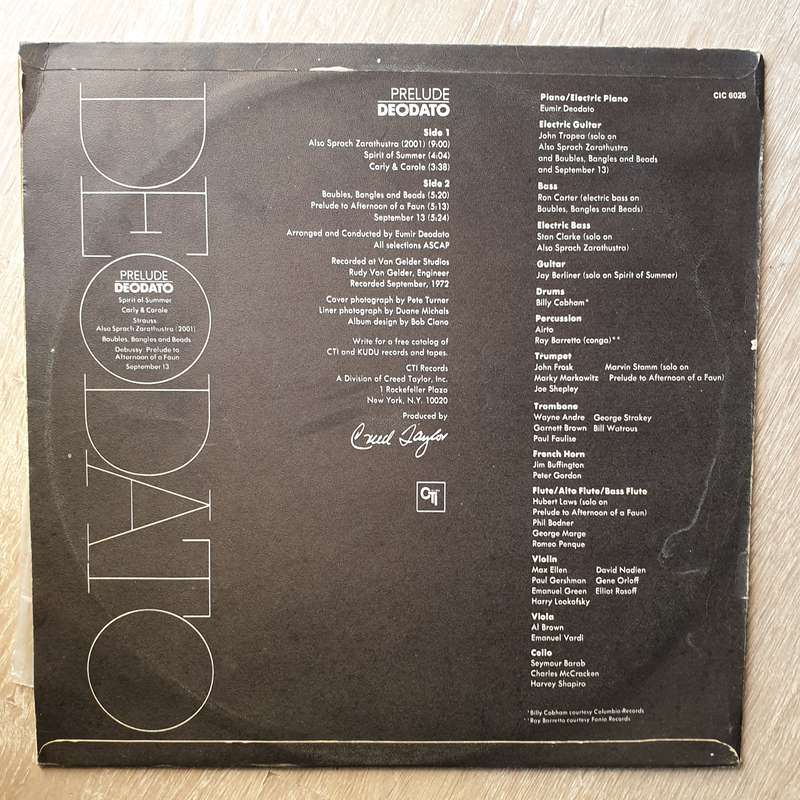 DEODATO
PRELUDE
DEODATO
Spirit of Summer
Carly & Carole
Strauss:
Also Sprach Zarathustra (2001)
Baubles, Bangles and Beads
Debussy: Prelude to
Afternoon of a Faun
September 13
PRELUDE
DEODATO
Side 1
Also Sprach Zarathustra (2001) (9:00)
Spirit of Summer (4:04)
Carly & Carole (3:38)
Side 2
Baubles, Bangles and Beads (5:20)
Prelude to Afternoon of a Faun (5:13)
September 13 (5:24)
Arranged and Conducted by Eumir Deodato
All selections ASCAP
Recorded at Van Gelder Studios
Rudy Van Gelder, Engineer
Recorded September, 1972
Cover photograph by Pete Turner
Liner photograph by Duane Michals
Album design by Bob Ciano
Write for a free catalog of
CTI and KUDU records and tapes.
CTI Records
A Division of Creed Taylor, Inc.
1 Rockefeller Plaza
New York, N.Y. 10020
Produced by
Creed Taylor
CTI
CIC 6025
Piano/Electric Piano
Eumir Deodato
Electric Guitar
John Tropea (solo on
Also Sprach Zarathustra
and Baubles, Bangles and Beads
and September 13)
Bass
Ron Carter (electric bass on
Baubles, Bangles and Beads)
Electric Bass
Stan Clarke (solo on
Also Sprach Zarathustra)
Guitar
Jay Berliner (solo on Spirit of Summer)
Drums
Billy Cobham*
Percussion
Airto
Ray Barretto (conga)**
Trumpet
John Frosk Marvin Stamm (solo on
Marky Markowitz Prelude to Afternoon of a Faun)
Joe Shepley
Trombone
Wayne Andre George Strakey
Garnett Brown Bill Watrous
Paul Faulise
French Horn
Jim Buffington
Peter Gordon
Flute/Alto Flute/Bass Flute
Hubert Laws (solo on
Prelude to Afternoon of a Faun)
Phil Bodner
George Marge
Romeo Penque
Violin
Max Ellen David Nadien
Paul Gershman Gene Orloff
Emanuel Green Elliot Rosoff
Harry Lookofsky
Viola
Al Brown
Emanuel Vardi
Cello
Seymour Barab
Charles McCracken
Harvey Shapiro
*Billy Cobham courtesy Columbia Records
**Ray Barretto courtesy Fania Records